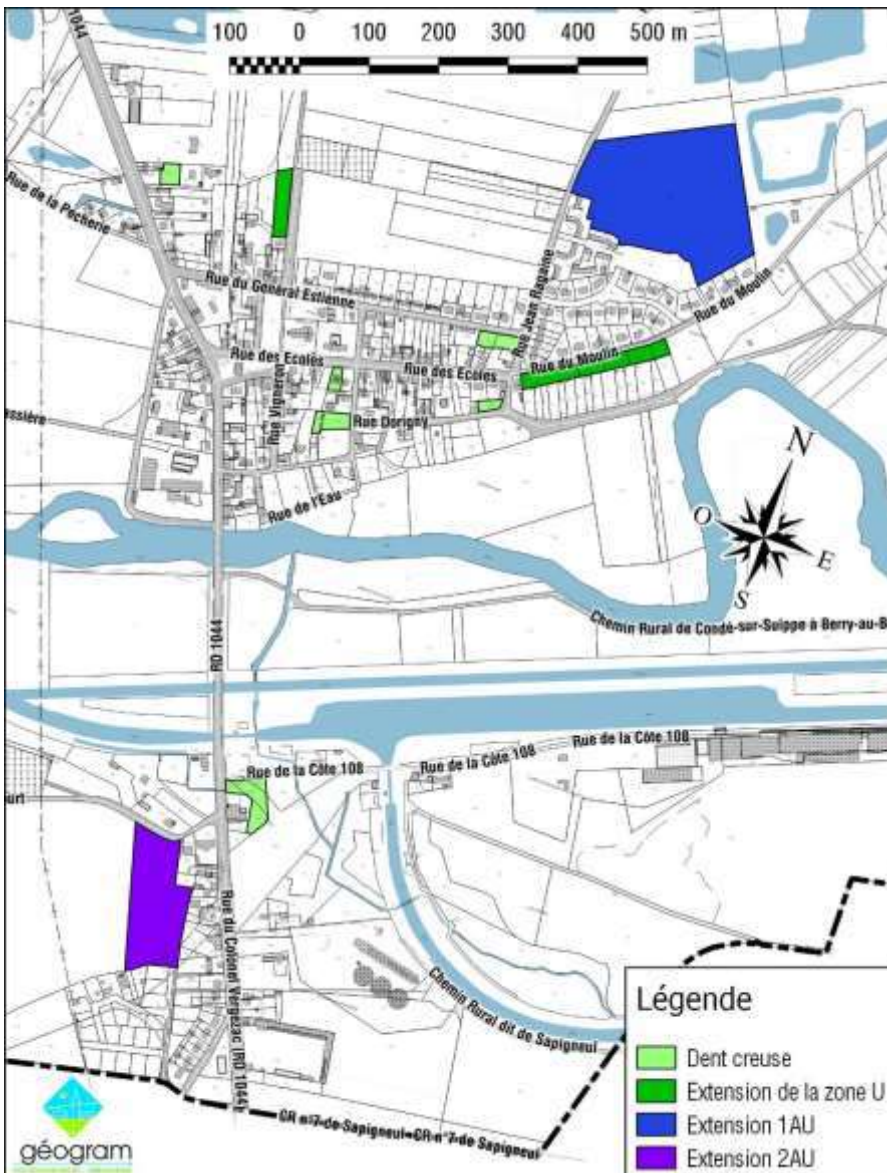 1044
100 0 100 200 300 400 500 m
Rue de la Pêcherie
Rue du Général Estienne
Rue Jean Ragaine
Rue du Moulin
Rue des Ecoles
Rue des Ecoles
Rue du Moulin
Rue Vigneron
Rue Dorigny
Rue de l'Eau
N
O
E
S
RD 1044
Chemin Rural de Condé-sur-Suippe à Berry-au-B
Rue de la Côte 108
Rue de la Côte 108
Rue de la Côte 108
ourt
Rue du Colonel Vergezac (RD 1044)
Chemin Rural dit de Sapigneul
CR n°7 de Sapigneul
CR n°7 de Sapigneul
Légende
Dent creuse
Extension de la zone U
Extension 1AU
Extension 2AU
géogram